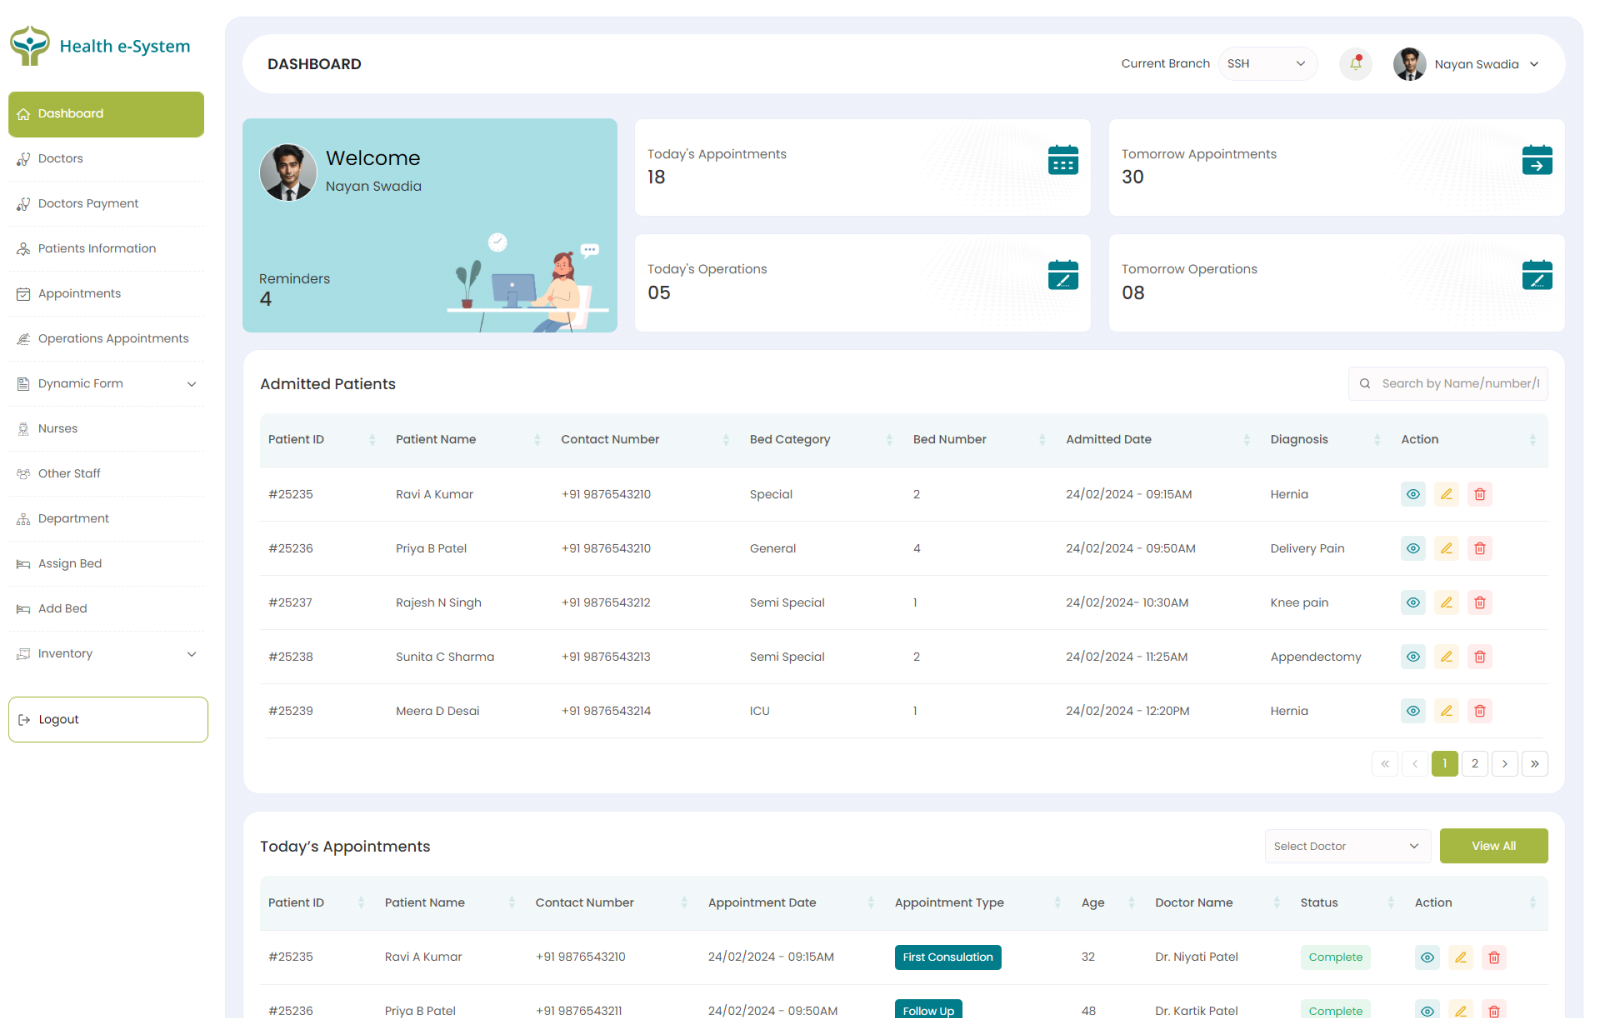 Health e-System
DASHBOARD
Current Branch SSH
Nayan Swadia
Dashboard
Doctors
Doctors Payment
Patients Information
Appointments
Operations Appointments
Dynamic Form
Nurses
Other Staff
Department
Assign Bed
Add Bed
Inventory
Logout
Welcome
Nayan Swadia
Reminders
4
Today's Appointments
18
Tomorrow Appointments
30
Today's Operations
05
Tomorrow Operations
08
Admitted Patients
Search by Name/number/I
Patient ID Patient Name Contact Number Bed Category Bed Number Admitted Date Diagnosis Action
#25235 Ravi A Kumar +91 9876543210 Special 2 24/02/2024 - 09:15AM Hernia
#25236 Priya B Patel +91 9876543210 General 4 24/02/2024 - 09:50AM Delivery Pain
#25237 Rajesh N Singh +91 9876543212 Semi Special 1 24/02/2024- 10:30AM Knee pain
#25238 Sunita C Sharma +91 9876543213 Semi Special 2 24/02/2024 - 11:25AM Appendectomy
#25239 Meera D Desai +91 9876543214 ICU 1 24/02/2024 - 12:20PM Hernia
« ‹ 1 2 › »
Today’s Appointments
Select Doctor
View All
Patient ID Patient Name Contact Number Appointment Date Appointment Type Age Doctor Name Status Action
#25235 Ravi A Kumar +91 9876543210 24/02/2024 - 09:15AM First Consulation 32 Dr. Niyati Patel Complete
#25236 Priya B Patel +91 9876543211 24/02/2024 - 09:50AM Follow Up 48 Dr. Kartik Patel Complete